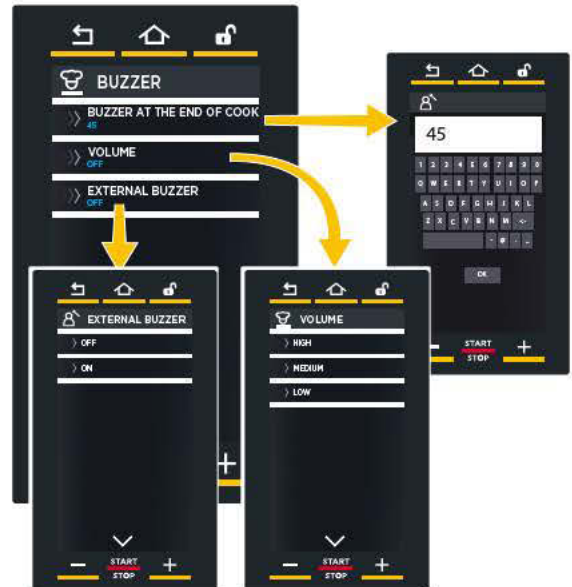 BUZZER
BUZZER AT THE END OF COOK
45
VOLUME
OFF
EXTERNAL BUZZER
OFF
+
45
1 2 3 4 5 6 7 8 9 0
Q W E R T Y U I O P
A S D F G H J K L
Z X C V B N M <-
- @ . _
OK
- START +
STOP
EXTERNAL BUZZER
OFF
ON
- START +
STOP
VOLUME
HIGH
MEDIUM
LOW
- START +
STOP